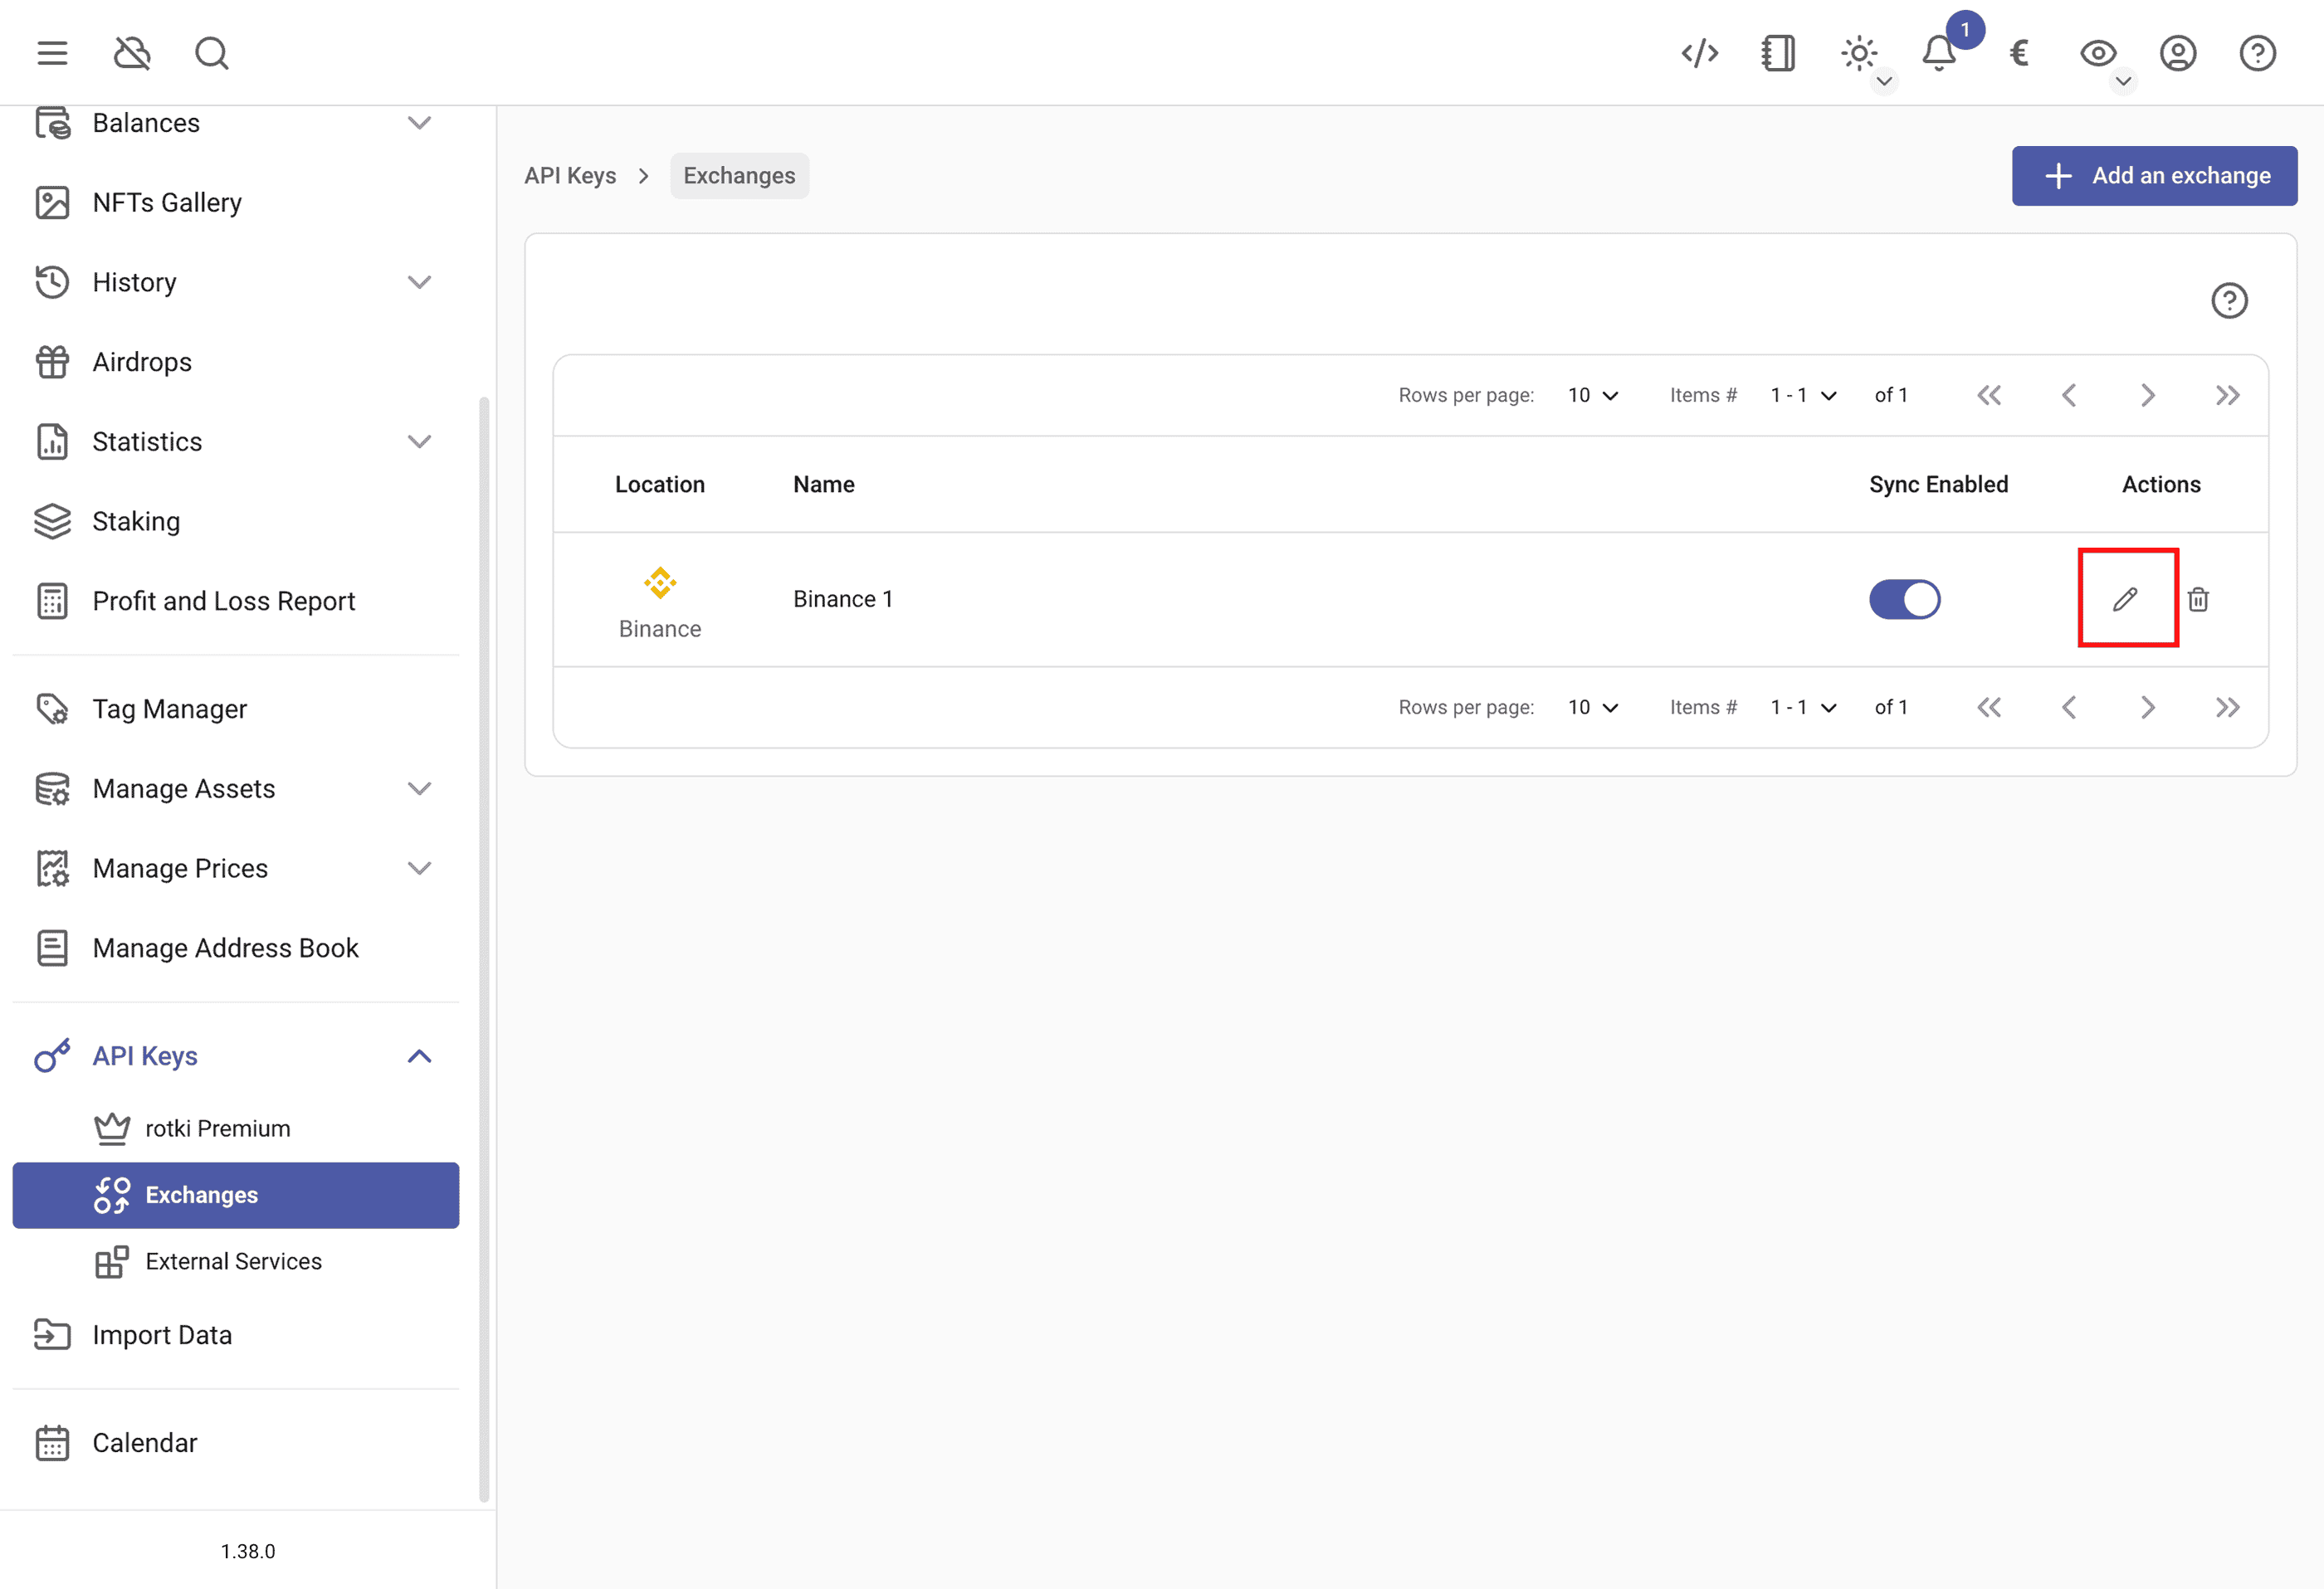 1
Balances
NFTs Gallery
History
Airdrops
Statistics
Staking
Profit and Loss Report
Tag Manager
Manage Assets
Manage Prices
Manage Address Book
API Keys
rotki Premium
Exchanges
External Services
Import Data
Calendar
1.38.0
API Keys Exchanges
Add an exchange
Rows per page: 10 Items # 1 - 1 of 1
Location Name Sync Enabled Actions
Binance Binance 1
Rows per page: 10 Items # 1 - 1 of 1